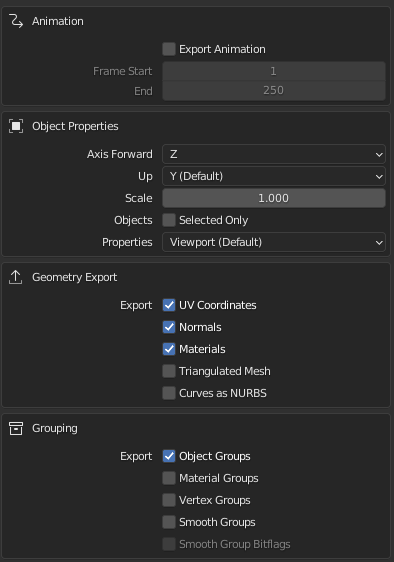 Animation
Export Animation
Frame Start 1
End 250
Object Properties
Axis Forward Z
Up Y (Default)
Scale 1.000
Objects Selected Only
Properties Viewport (Default)
Geometry Export
Export UV Coordinates
Normals
Materials
Triangulated Mesh
Curves as NURBS
Grouping
Export Object Groups
Material Groups
Vertex Groups
Smooth Groups
Smooth Group Bitflags